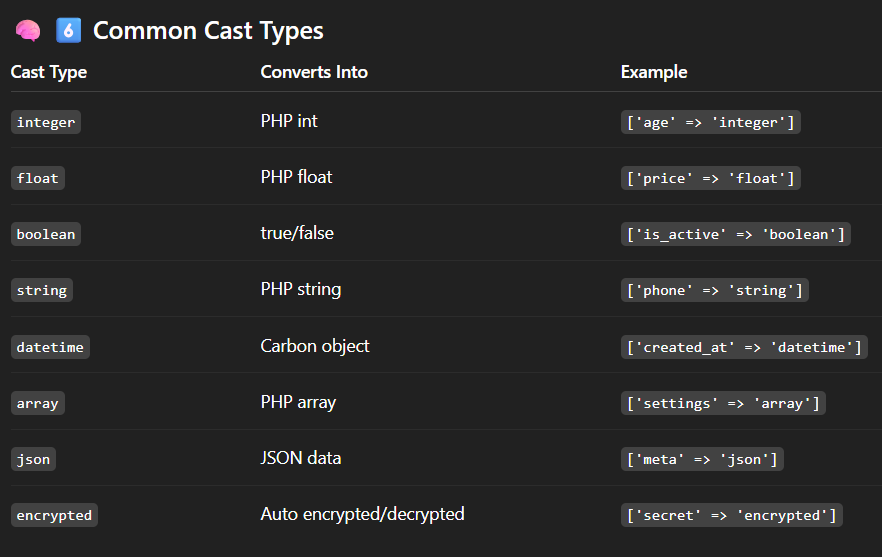 🧠 6️⃣ Common Cast Types
Cast Type Converts Into Example
integer PHP int ['age' => 'integer']
float PHP float ['price' => 'float']
boolean true/false ['is_active' => 'boolean']
string PHP string ['phone' => 'string']
datetime Carbon object ['created_at' => 'datetime']
array PHP array ['settings' => 'array']
json JSON data ['meta' => 'json']
encrypted Auto encrypted/decrypted ['secret' => 'encrypted']